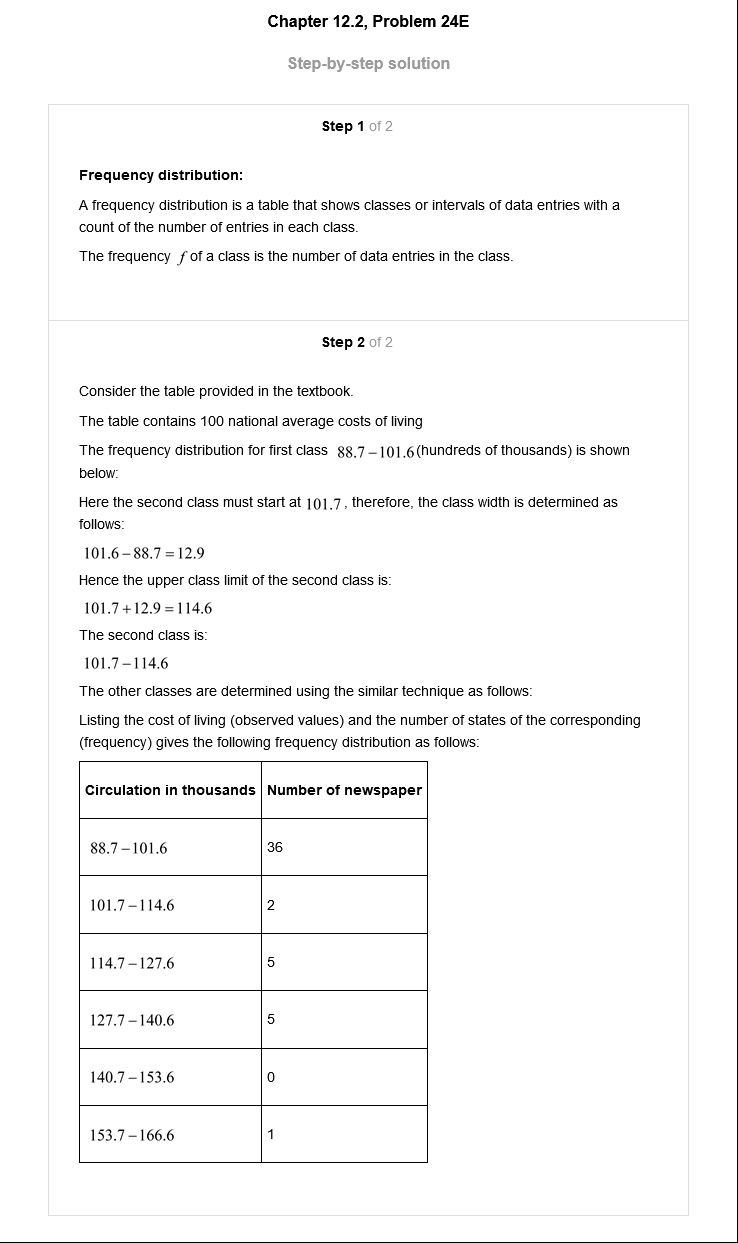 Chapter 12.2, Problem 24E
Step-by-step solution
Step 1 of 2
Frequency distribution:
A frequency distribution is a table that shows classes or intervals of data entries with a
count of the number of entries in each class.
The frequency f of a class is the number of data entries in the class.
Step 2 of 2
Consider the table provided in the textbook.
The table contains 100 national average costs of living
The frequency distribution for first class 88.7 – 101.6 (hundreds of thousands) is shown
below:
Here the second class must start at 101.7, therefore, the class width is determined as
follows:
101.6 – 88.7 = 12.9
Hence the upper class limit of the second class is:
101.7 + 12.9 = 114.6
The second class is:
101.7 – 114.6
The other classes are determined using the similar technique as follows:
Listing the cost of living (observed values) and the number of states of the corresponding
(frequency) gives the following frequency distribution as follows:
Circulation in thousands Number of newspaper
88.7 – 101.6 36
101.7 – 114.6 2
114.7 – 127.6 5
127.7 – 140.6 5
140.7 – 153.6 0
153.7 – 166.6 1